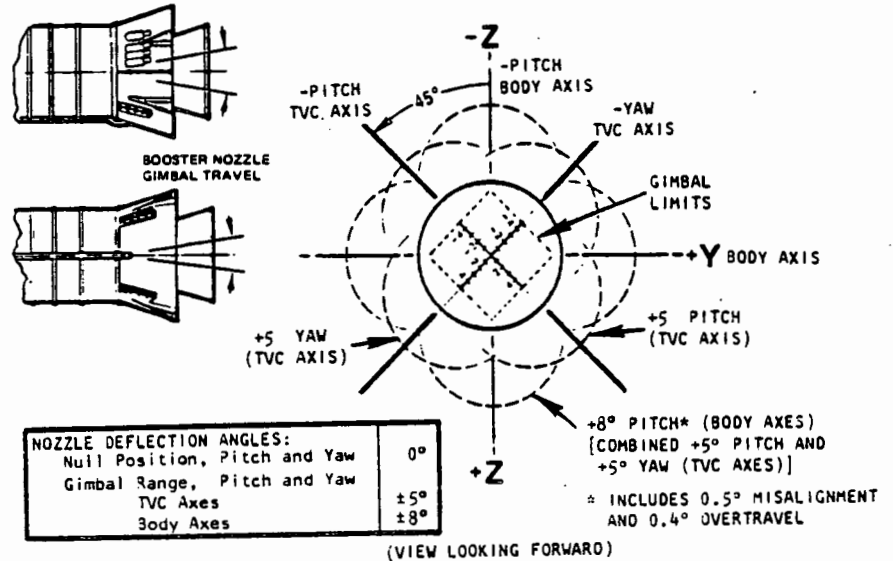 -Z
-PITCH
BODY AXIS
-PITCH
TVC AXIS
45°
-YAW
TVC AXIS
BOOSTER NOZZLE
GIMBAL TRAVEL
GIMBAL
LIMITS
+Y BODY AXIS
+5 YAW
(TVC AXIS)
+5 PITCH
(TVC AXIS)
+8° PITCH* (BODY AXES)
[COMBINED +5° PITCH AND
+5° YAW (TVC AXES)]
+Z
* INCLUDES 0.5° MISALIGNMENT
AND 0.4° OVERTRAVEL
NOZZLE DEFLECTION ANGLES:
Null Position, Pitch and Yaw 0°
Gimbal Range, Pitch and Yaw
TVC Axes ±5°
Body Axes ±8°
(VIEW LOOKING FORWARD)